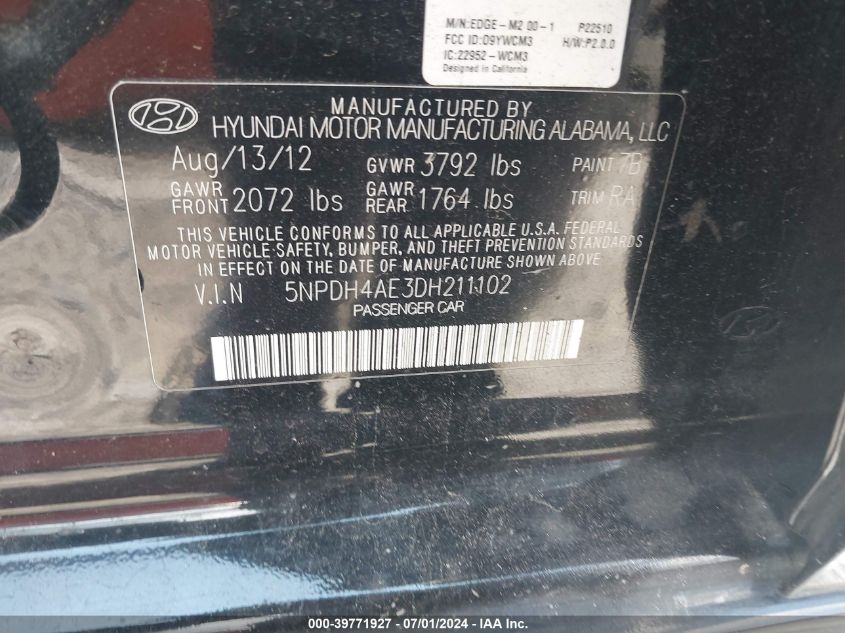 M/N:EDGE-M2 00-1 P22510
FCC ID:O9YWCM3 H/W:P2.0.0
IC:22952-WCM3
Designed in California
MANUFACTURED BY
HYUNDAI MOTOR MANUFACTURING ALABAMA, LLC
Aug/13/12 GVWR 3792 lbs PAINT 7B
GAWR FRONT 2072 lbs GAWR REAR 1764 lbs TRIM RA
THIS VEHICLE CONFORMS TO ALL APPLICABLE U.S.A. FEDERAL
MOTOR VEHICLE SAFETY, BUMPER, AND THEFT PREVENTION STANDARDS
IN EFFECT ON THE DATE OF MANUFACTURE SHOWN ABOVE.
V.I.N 5NPDH4AE3DH211102
PASSENGER CAR
000-39771927 - 07/01/2024 - IAA Inc.